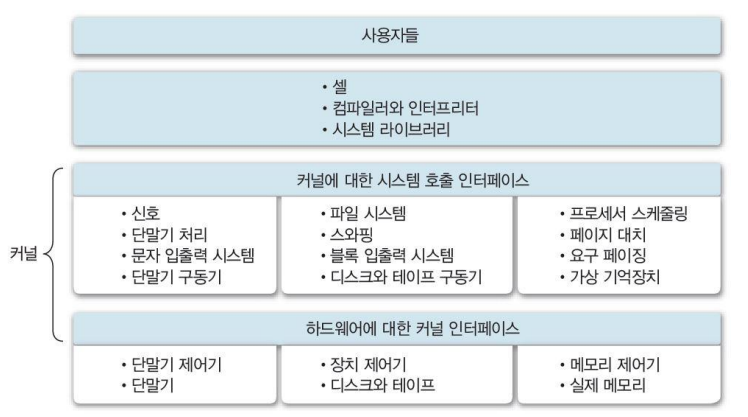 사용자들
• 셸
• 컴파일러와 인터프리터
• 시스템 라이브러리
커널
커널에 대한 시스템 호출 인터페이스
• 신호
• 단말기 처리
• 문자 입출력 시스템
• 단말기 구동기
• 파일 시스템
• 스와핑
• 블록 입출력 시스템
• 디스크와 테이프 구동기
• 프로세서 스케줄링
• 페이지 대치
• 요구 페이징
• 가상 기억장치
하드웨어에 대한 커널 인터페이스
• 단말기 제어기
• 단말기
• 장치 제어기
• 디스크와 테이프
• 메모리 제어기
• 실제 메모리